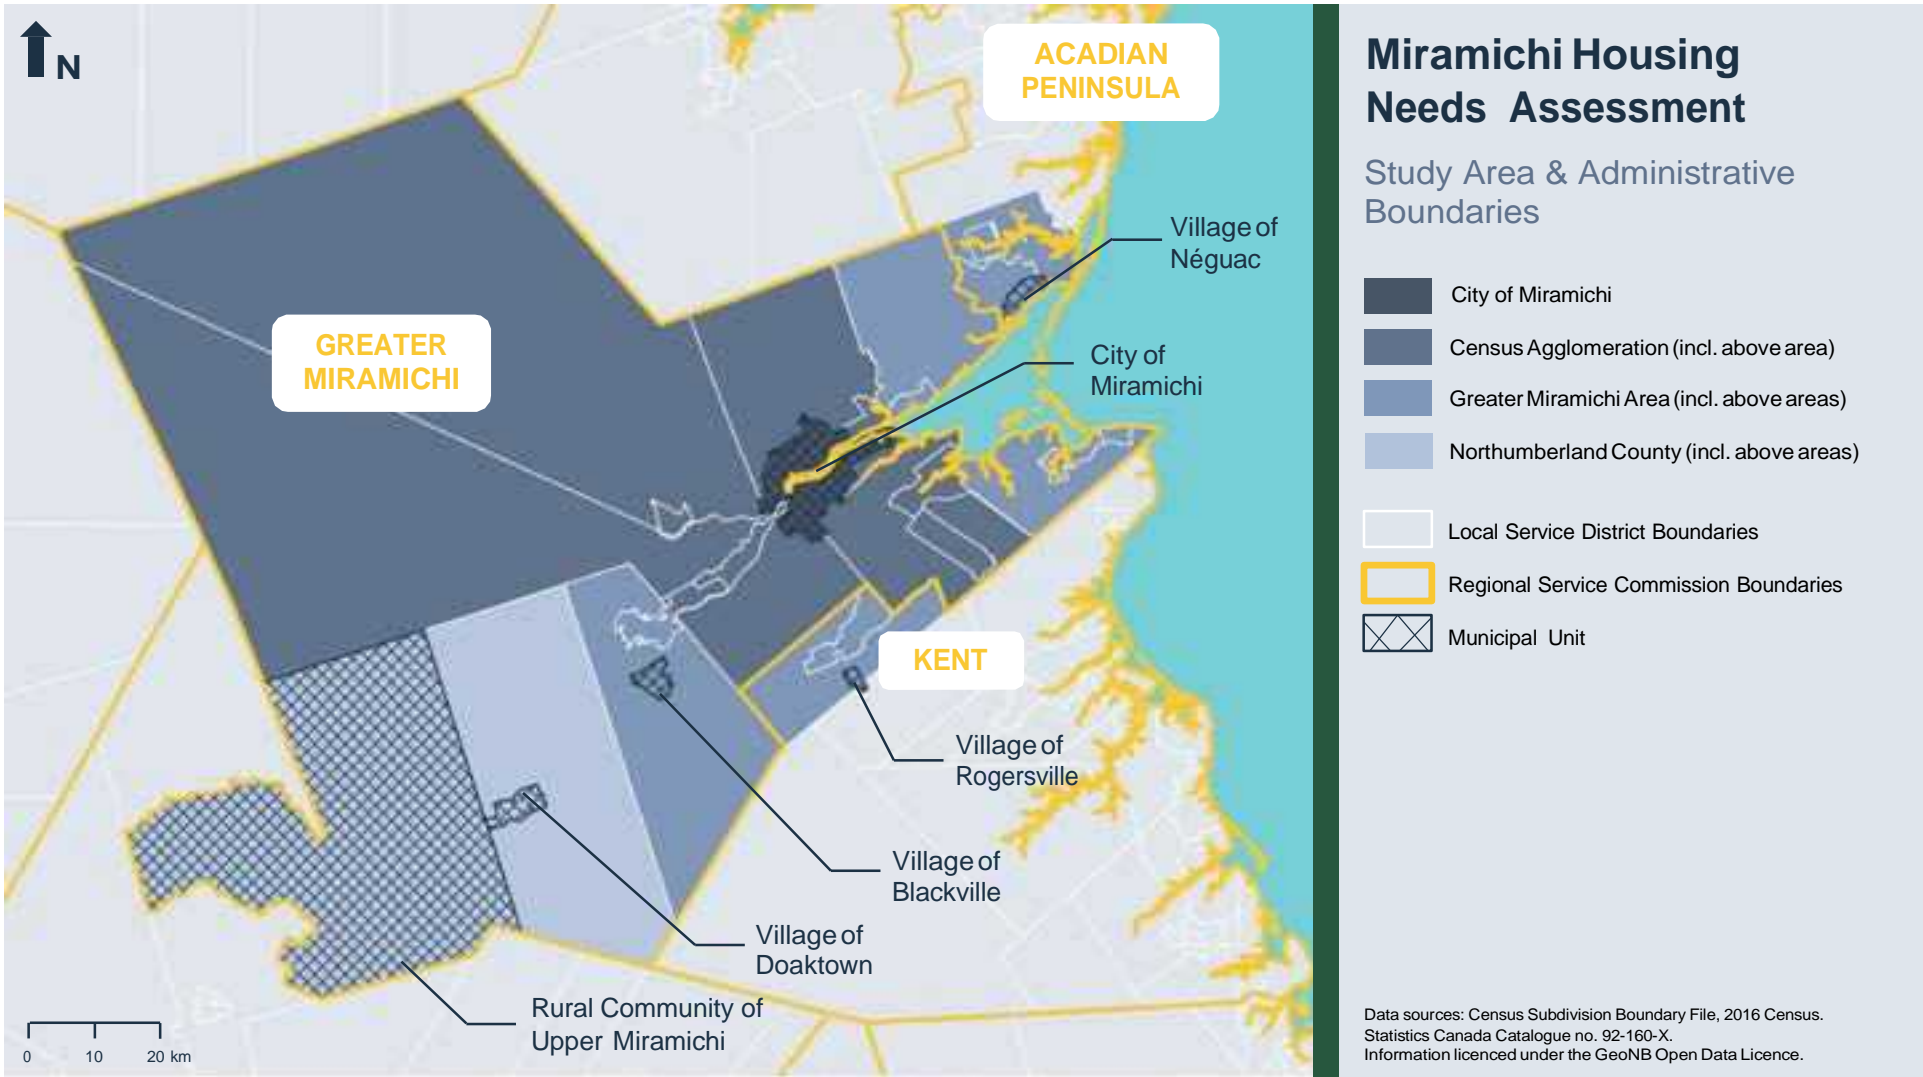 N
ACADIAN
PENINSULA
Village of
Néguac
GREATER
MIRAMICHI
City of
Miramichi
KENT
Village of
Rogersville
Village of
Blackville
Village of
Doaktown
Rural Community of
Upper Miramichi
0 10 20 km
Miramichi Housing
Needs Assessment
Study Area & Administrative
Boundaries
City of Miramichi
Census Agglomeration (incl. above area)
Greater Miramichi Area (incl. above areas)
Northumberland County (incl. above areas)
Local Service District Boundaries
Regional Service Commission Boundaries
Municipal Unit
Data sources: Census Subdivision Boundary File, 2016 Census.
Statistics Canada Catalogue no. 92-160-X.
Information licenced under the GeoNB Open Data Licence.